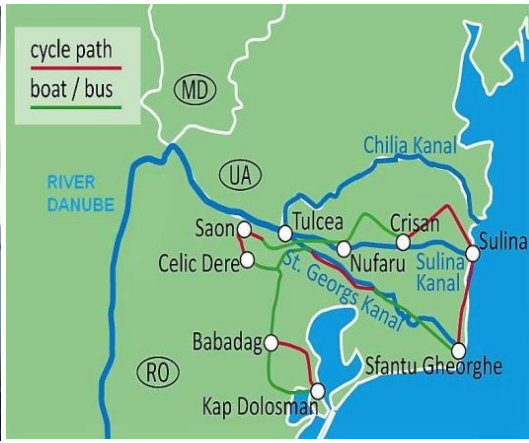 cycle path
boat / bus
MD
Chilia Kanal
UA
RIVER
DANUBE
Tulcea
Crisan
Saon
Sulina
Nufaru
Sulina
Kanal
Celic Dere
St. Georgs Kanal
Babadag
Sfantu Gheorghe
RO
Kap Dolosman